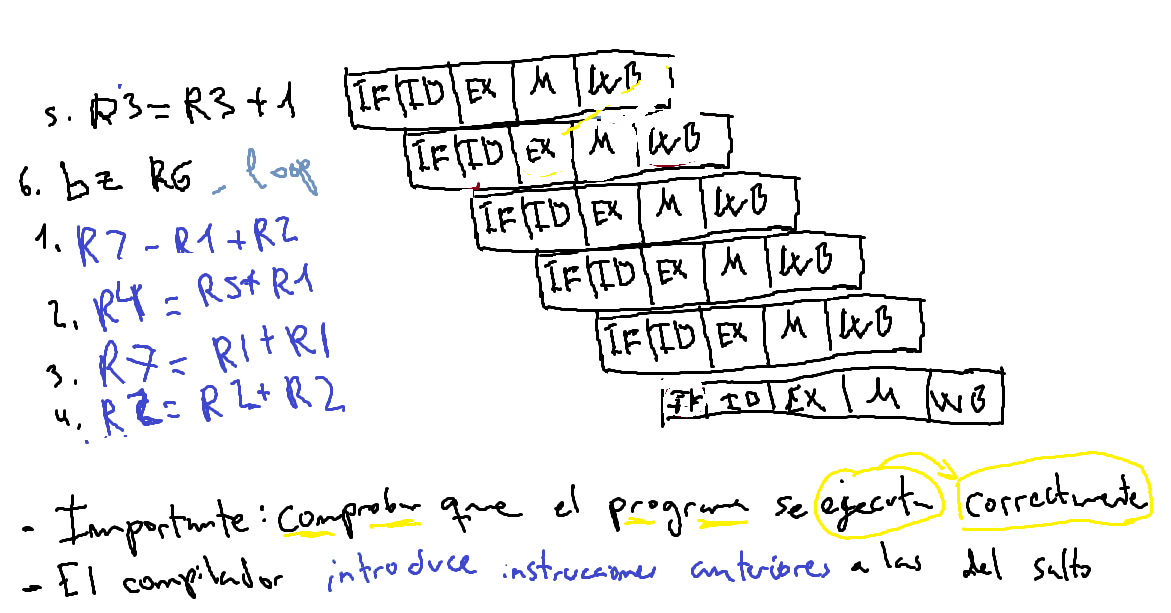 5. R3 = R3 + 1 IF ID EX M WB
6. bz R6 - loop IF ID EX M WB
1. R7 - R1 + R2 IF ID EX M WB
2. R4 = R5 + R1 IF ID EX M WB
3. R7 = R1 + R1 IF ID EX M WB
4. R2 = R2 + R2 IF ID EX M WB
- Importante: comprobar que el programa se ejecuta correctamente
- El compilador introduce instrucciones anteriores a las del salto